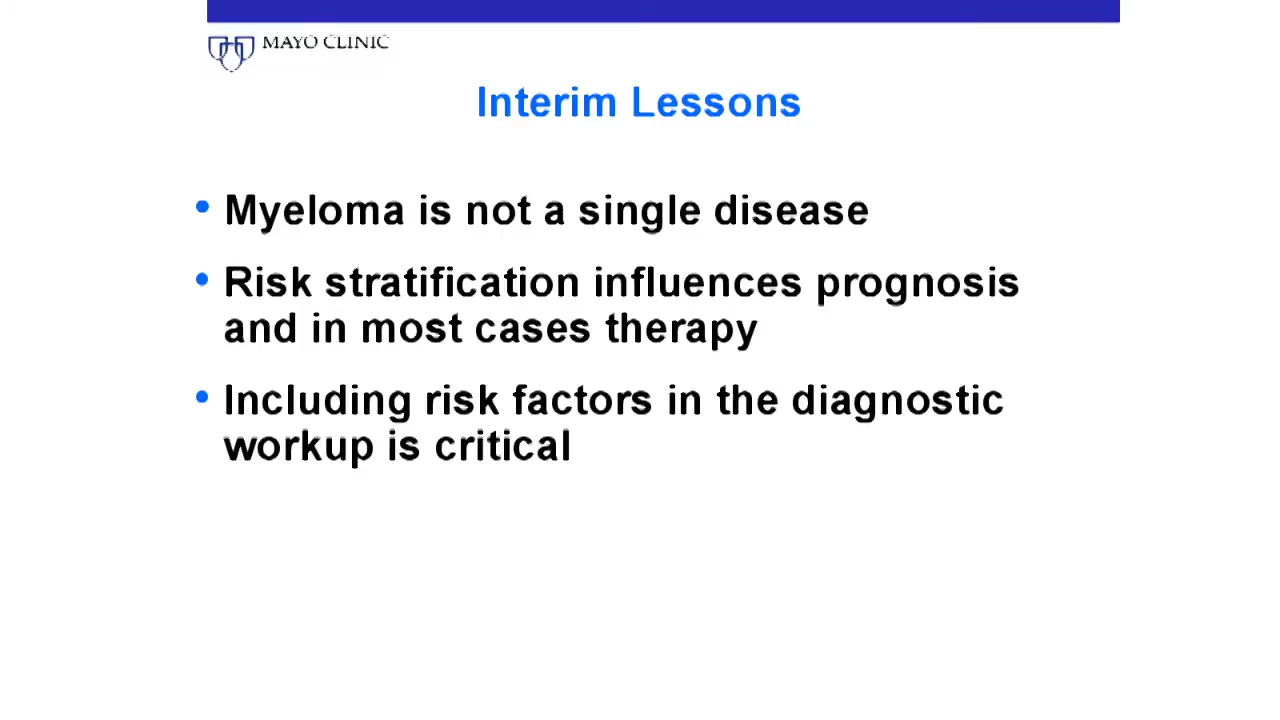 MAYO CLINIC
Interim Lessons
• Myeloma is not a single disease
• Risk stratification influences prognosis
and in most cases therapy
• Including risk factors in the diagnostic
workup is critical